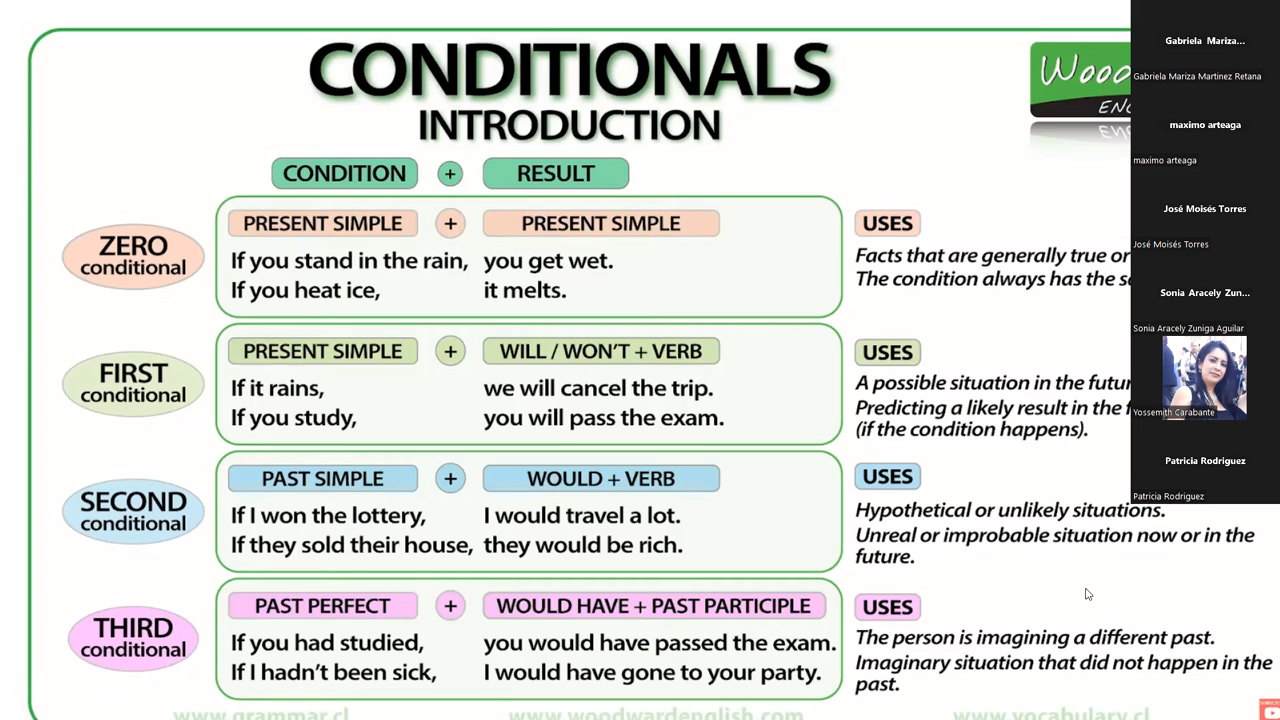 CONDITIONALS
INTRODUCTION
CONDITION + RESULT
ZERO
conditional
PRESENT SIMPLE + PRESENT SIMPLE
If you stand in the rain, you get wet.
If you heat ice, it melts.
USES
Facts that are generally true or
The condition always has the
FIRST
conditional
PRESENT SIMPLE + WILL / WON'T + VERB
If it rains, we will cancel the trip.
If you study, you will pass the exam.
USES
A possible situation in the
Predicting a likely result in the
(if the condition happens).
SECOND
conditional
PAST SIMPLE + WOULD + VERB
If I won the lottery, I would travel a lot.
If they sold their house, they would be rich.
USES
Hypothetical or unlikely situations.
Unreal or improbable situation now or in the
future.
THIRD
conditional
PAST PERFECT + WOULD HAVE + PAST PARTICIPLE
If you had studied, you would have passed the exam.
If I hadn't been sick, I would have gone to your party.
USES
The person is imagining a different past.
Imaginary situation that did not happen in the
past.
www.grammar.cl www.woodwardenglish.com www.vocabulary.cl
Gabriela Mariza...
Gabriela Mariza Martinez Retana
maximo arteaga
maximo arteaga
José Moisés Torres
José Moisés Torres
Sonia Aracely Zun...
Sonia Aracely Zuniga Aguilar
Yossemith Carabante
Patricia Rodriguez
Patricia Rodriguez